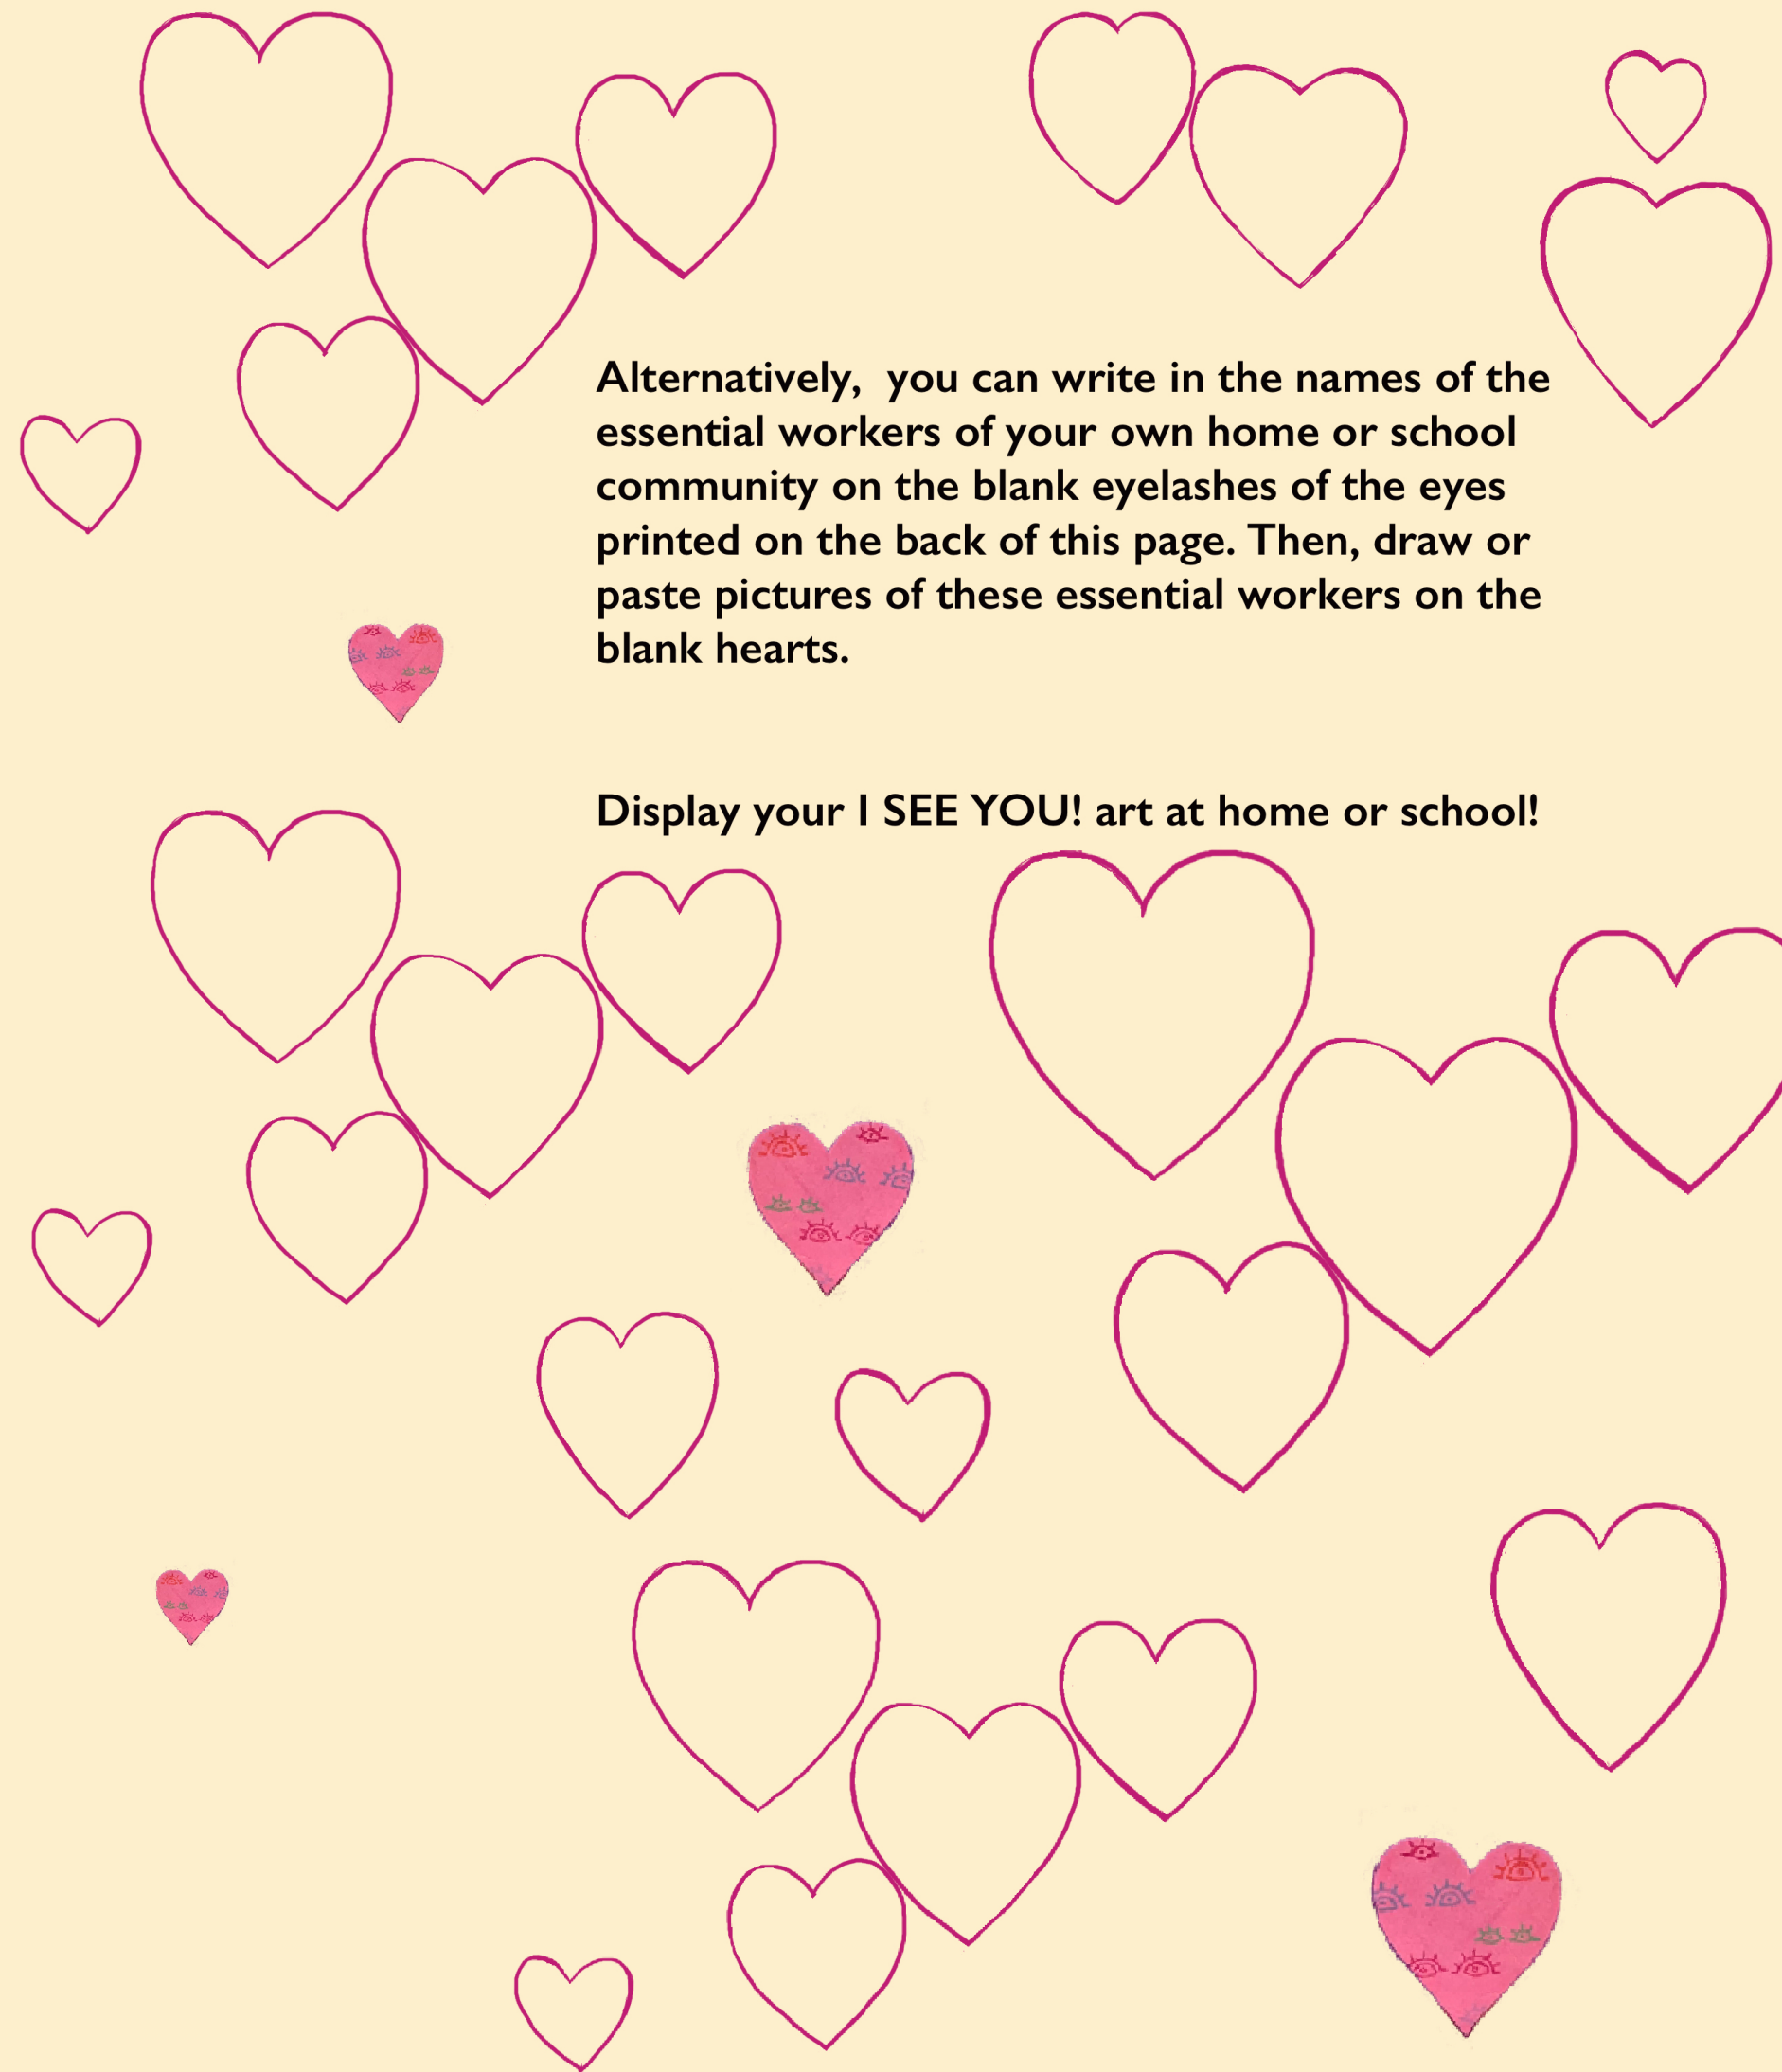 Alternatively,  you can write in the names of the
essential workers of your own home or school
community on the blank eyelashes of the eyes
printed on the back of this page. Then, draw or
paste pictures of these essential workers on the
blank hearts.
Display your I SEE YOU! art at home or school!